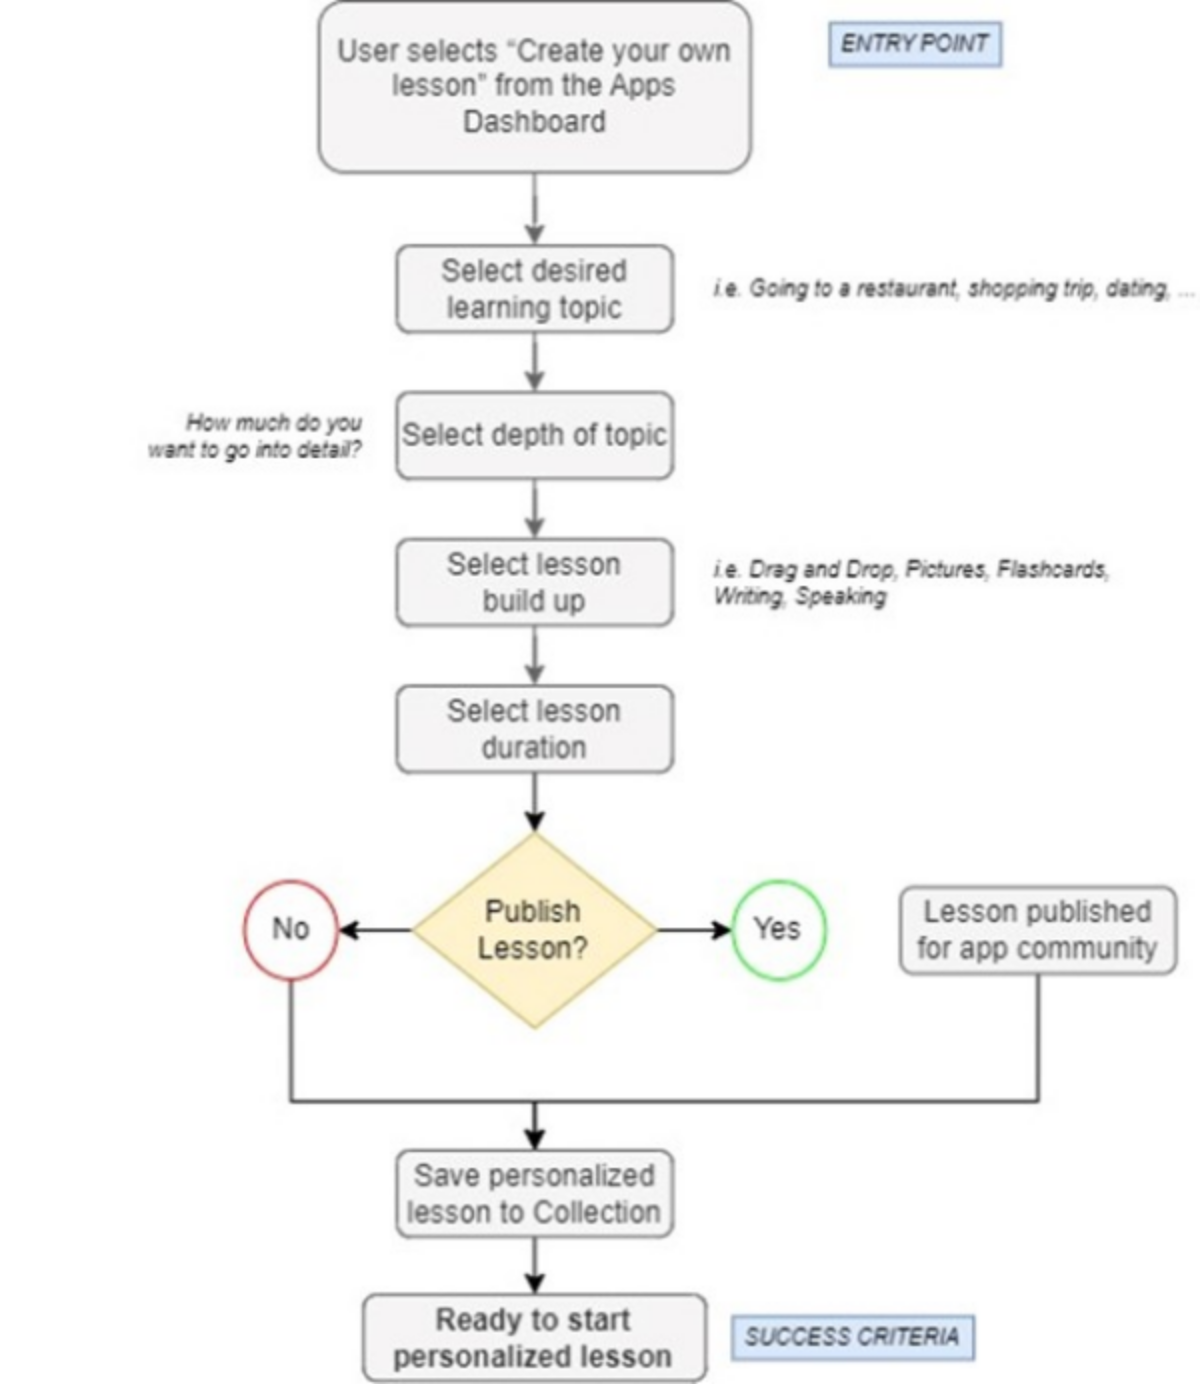 User selects “Create your own
lesson” from the Apps
Dashboard
ENTRY POINT
Select desired
learning topic
i.e. Going to a restaurant, shopping trip, dating, ...
How much do you
want to go into detail?
Select depth of topic
Select lesson
build up
i.e. Drag and Drop, Pictures, Flashcards,
Writing, Speaking
Select lesson
duration
No
Publish
Lesson?
Yes
Lesson published
for app community
Save personalized
lesson to Collection
Ready to start
personalized lesson
SUCCESS CRITERIA